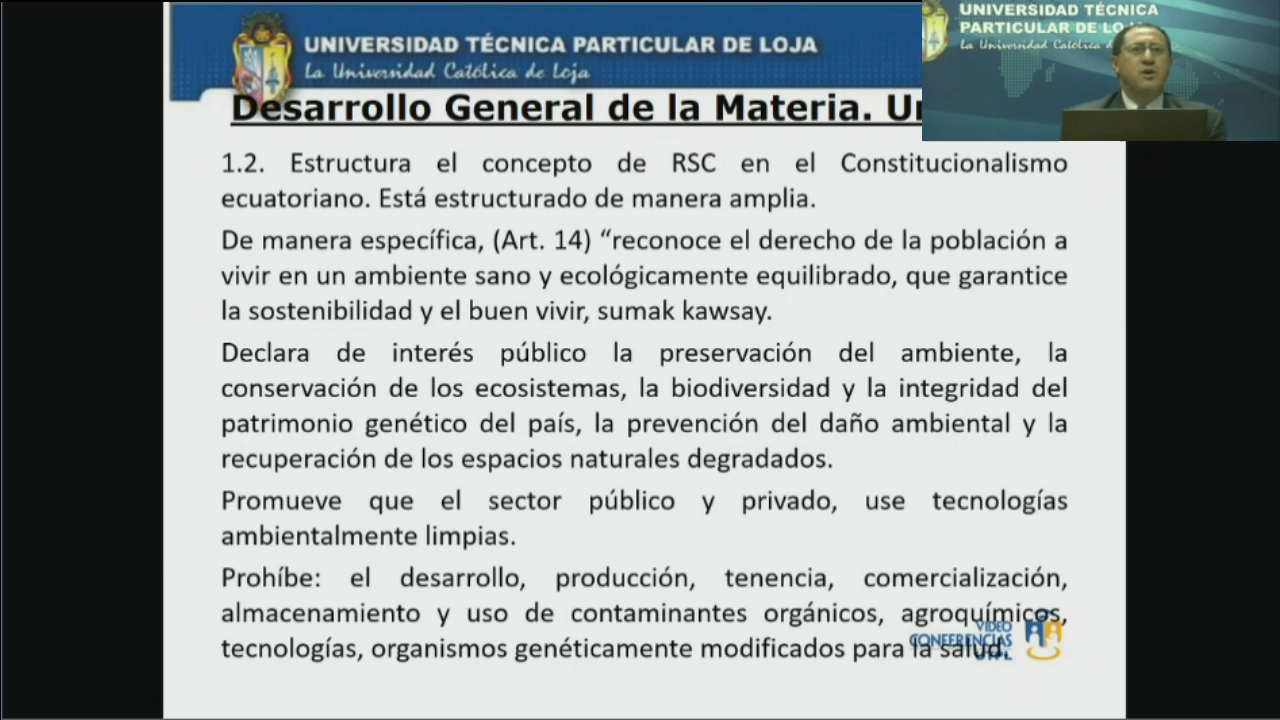 UNIVERSIDAD TÉCNICA PARTICULAR DE LOJA
La Universidad Católica de Loja
UNIVERSIDAD TÉCNICA
PARTICULAR DE LOJA
La Universidad Católica d
Desarrollo General de la Materia.
1.2. Estructura el concepto de RSC en el Constitucionalismo
ecuatoriano. Está estructurado de manera amplia.
De manera específica, (Art. 14) “reconoce el derecho de la población a
vivir en un ambiente sano y ecológicamente equilibrado, que garantice
la sostenibilidad y el buen vivir, sumak kawsay.
Declara de interés público la preservación del ambiente, la
conservación de los ecosistemas, la biodiversidad y la integridad del
patrimonio genético del país, la prevención del daño ambiental y la
recuperación de los espacios naturales degradados.
Promueve que el sector público y privado, use tecnologías
ambientalmente limpias.
Prohíbe: el desarrollo, producción, tenencia, comercialización,
almacenamiento y uso de contaminantes orgánicos, agroquímicos,
tecnologías, organismos genéticamente modificados para la salud.
VIDEO
CONFERENCIAS
UTPL